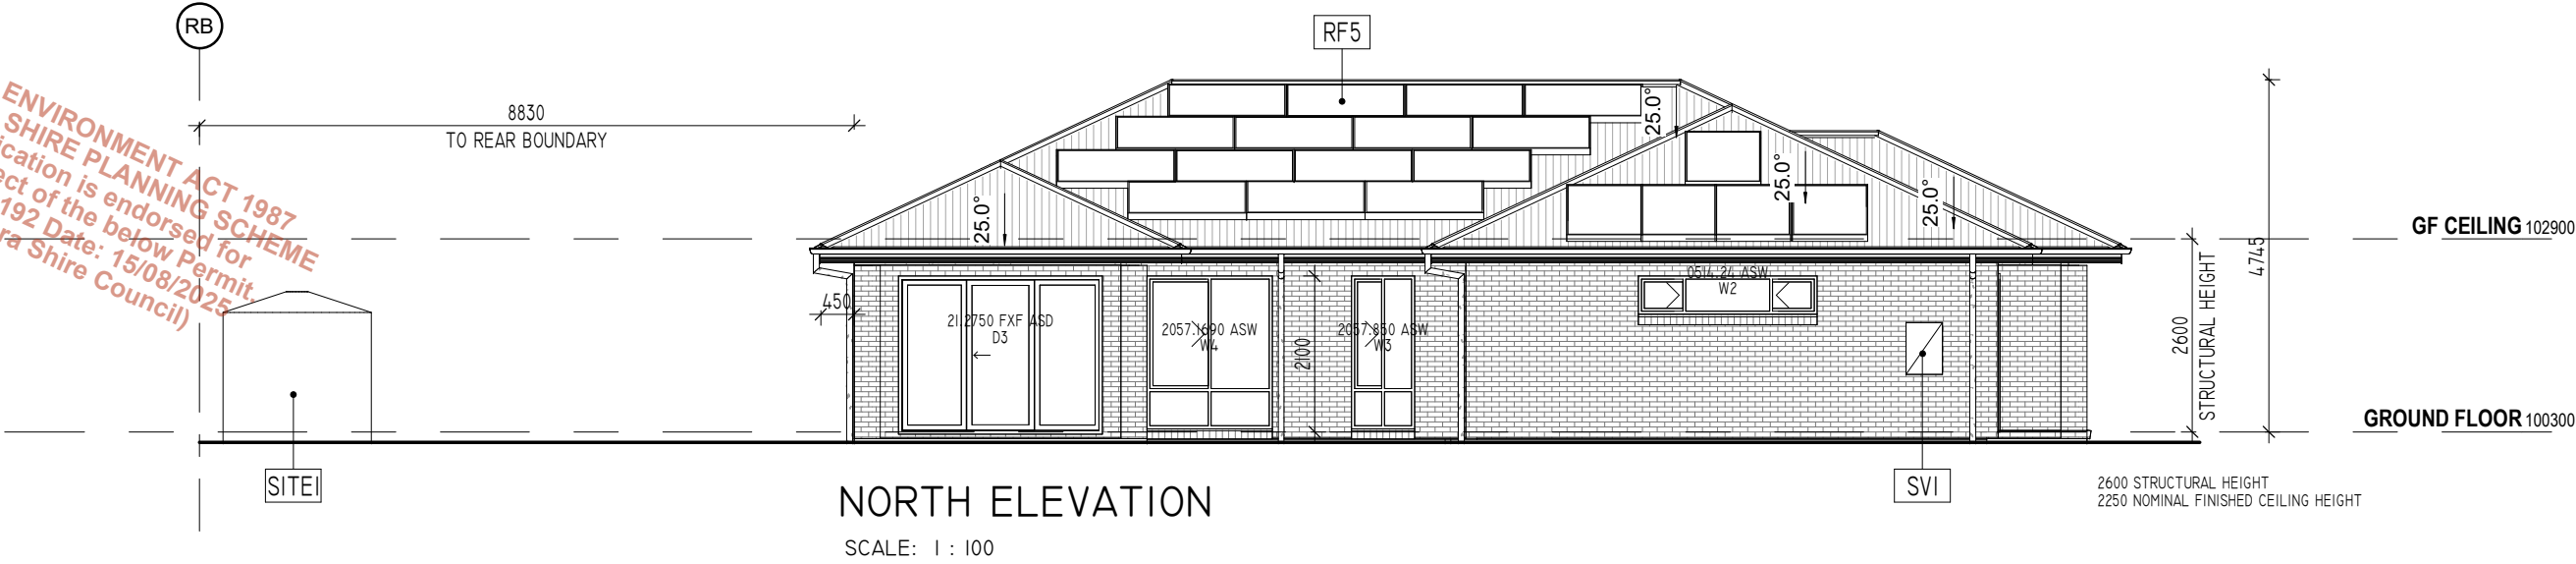 RB
RF5
ENVIRONMENT ACT 1987
SHIRE PLANNING SCHEME
ication is endorsed for
ect of the below Permit.
192 Date: 15/08/2025
ra Shire Council)
8830
TO REAR BOUNDARY
25.0°
25.0°
25.0°
25.0°
GF CEILING 102900
4745
450
21.2750 FXF ASD
D3
2057.1690 ASW
W4
2100
2057.850 ASW
W3
0514.24 ASW
W2
2600
STRUCTURAL HEIGHT
GROUND FLOOR 100300
SITE1
SV1
NORTH ELEVATION
SCALE: 1 : 100
2600 STRUCTURAL HEIGHT
2250 NOMINAL FINISHED CEILING HEIGHT